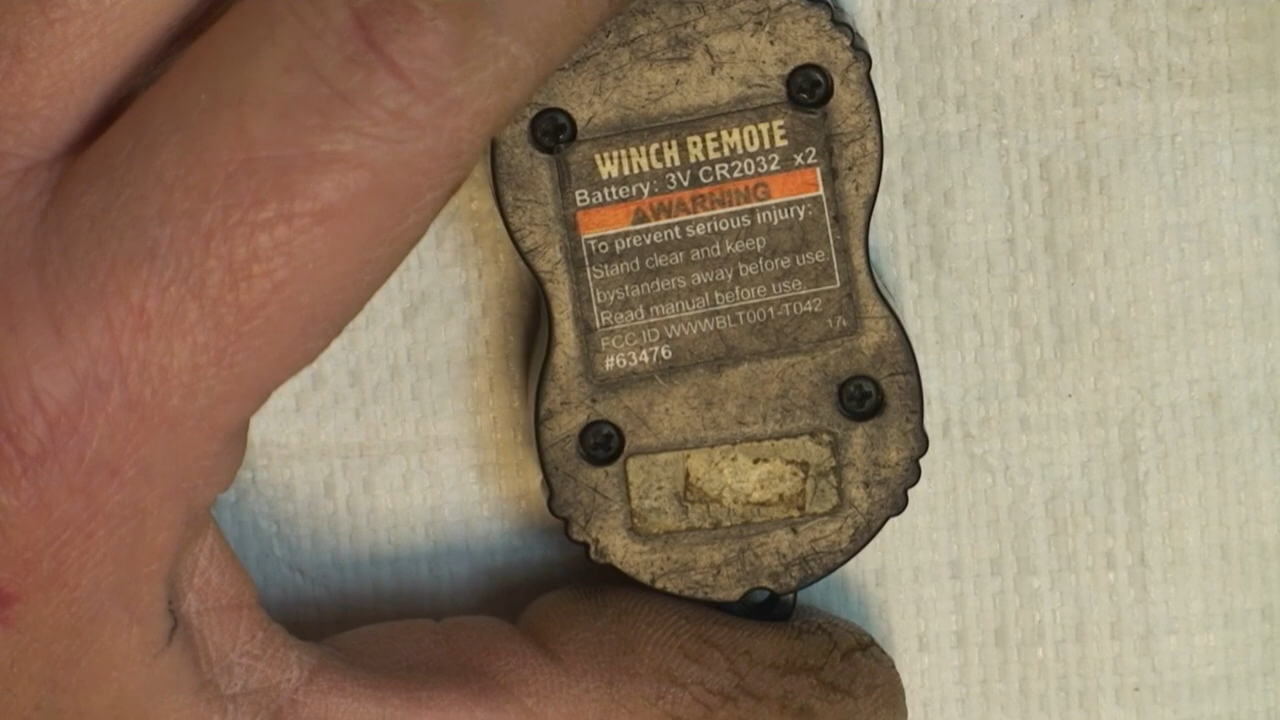 WINCH REMOTE
Battery: 3V CR2032 x2
⚠WARNING
To prevent serious injury:
Stand clear and keep
bystanders away before use.
Read manual before use.
FCC ID WWWBLT001-T042
#63476